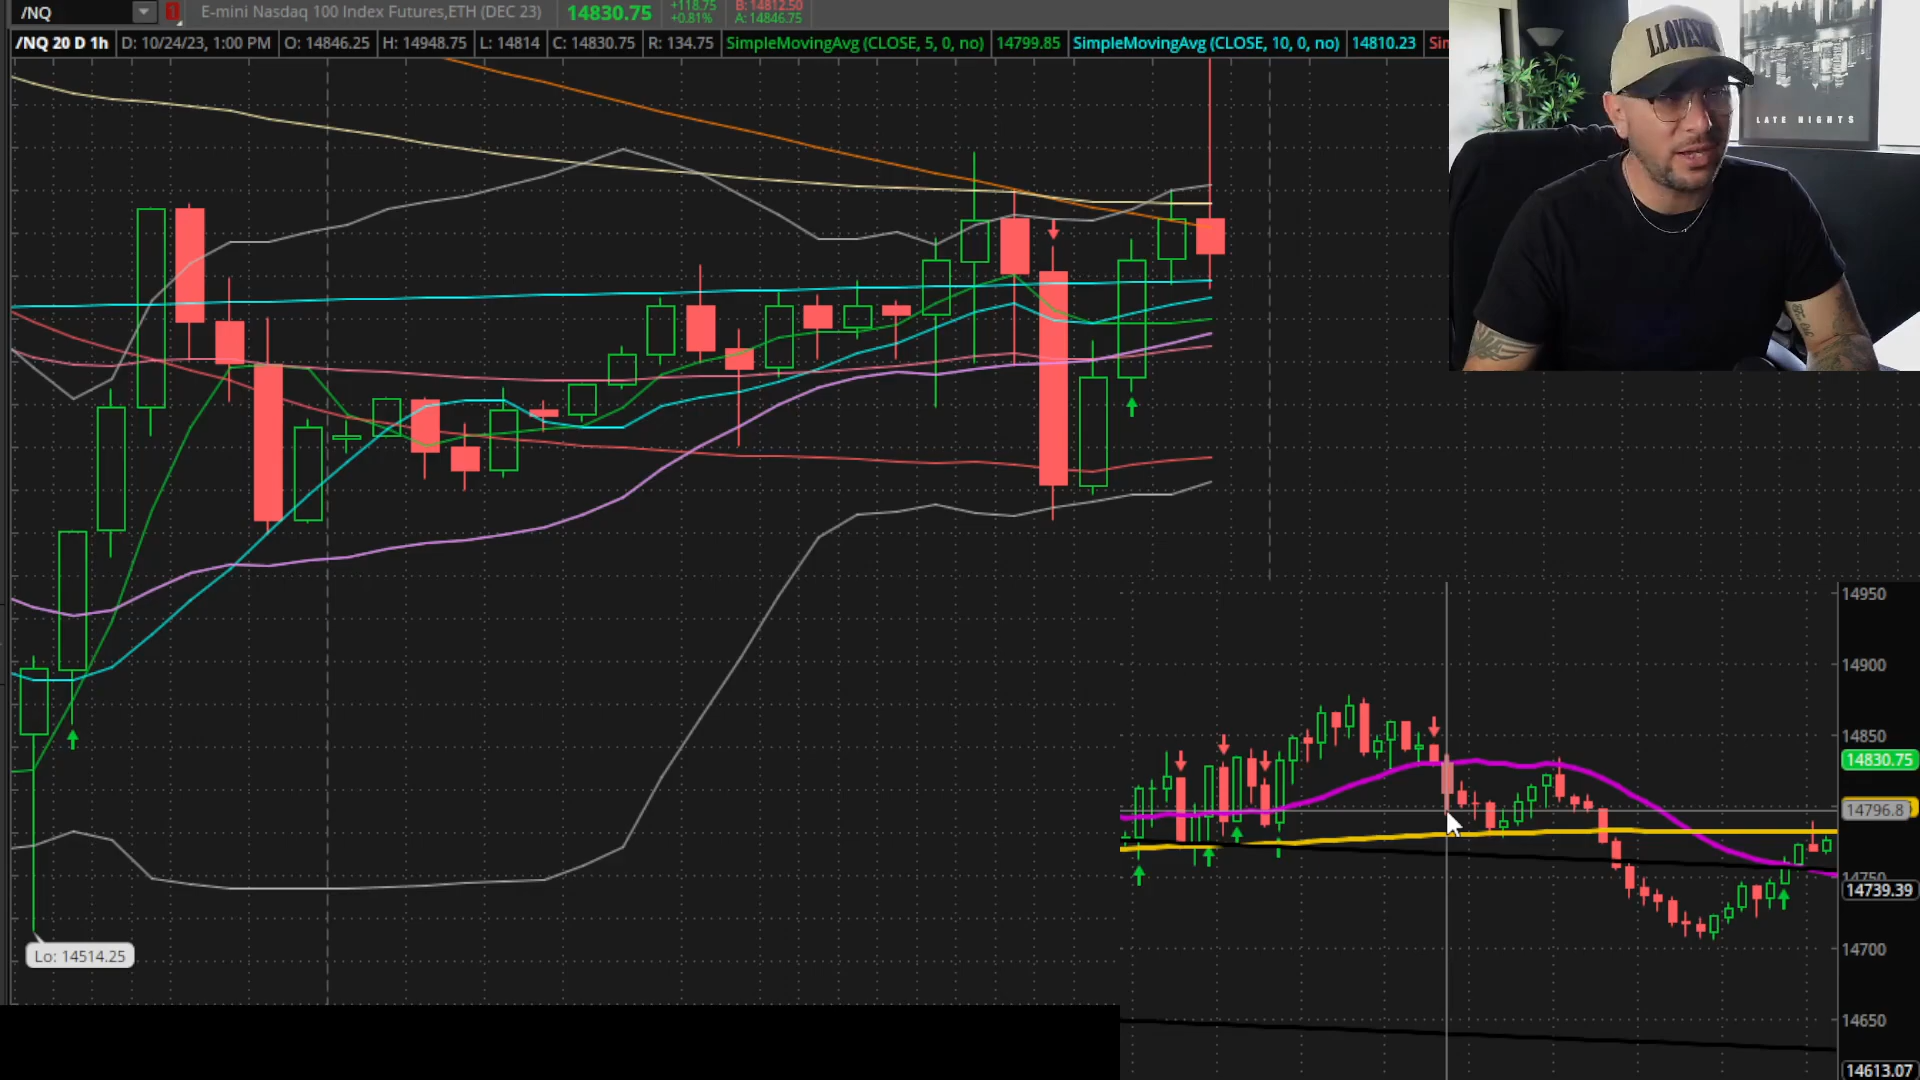 /NQ 1 E-mini Nasdaq 100 Index Futures,ETH (DEC 23) 14830.75 +118.75 B: 14812.50
+0.81% A: 14846.75
/NQ 20 D 1h D: 10/24/23, 1:00 PM O: 14846.25 H: 14948.75 L: 14814 C: 14830.75 R: 134.75 SimpleMovingAvg (CLOSE, 5, 0, no) 14799.85 SimpleMovingAvg (CLOSE, 10, 0, no) 14810.23 Sim
LATE NIGHTS
14950
14900
14850
14830.75
14796.8
14750
14739.39
14700
14650
14613.07
Lo: 14514.25